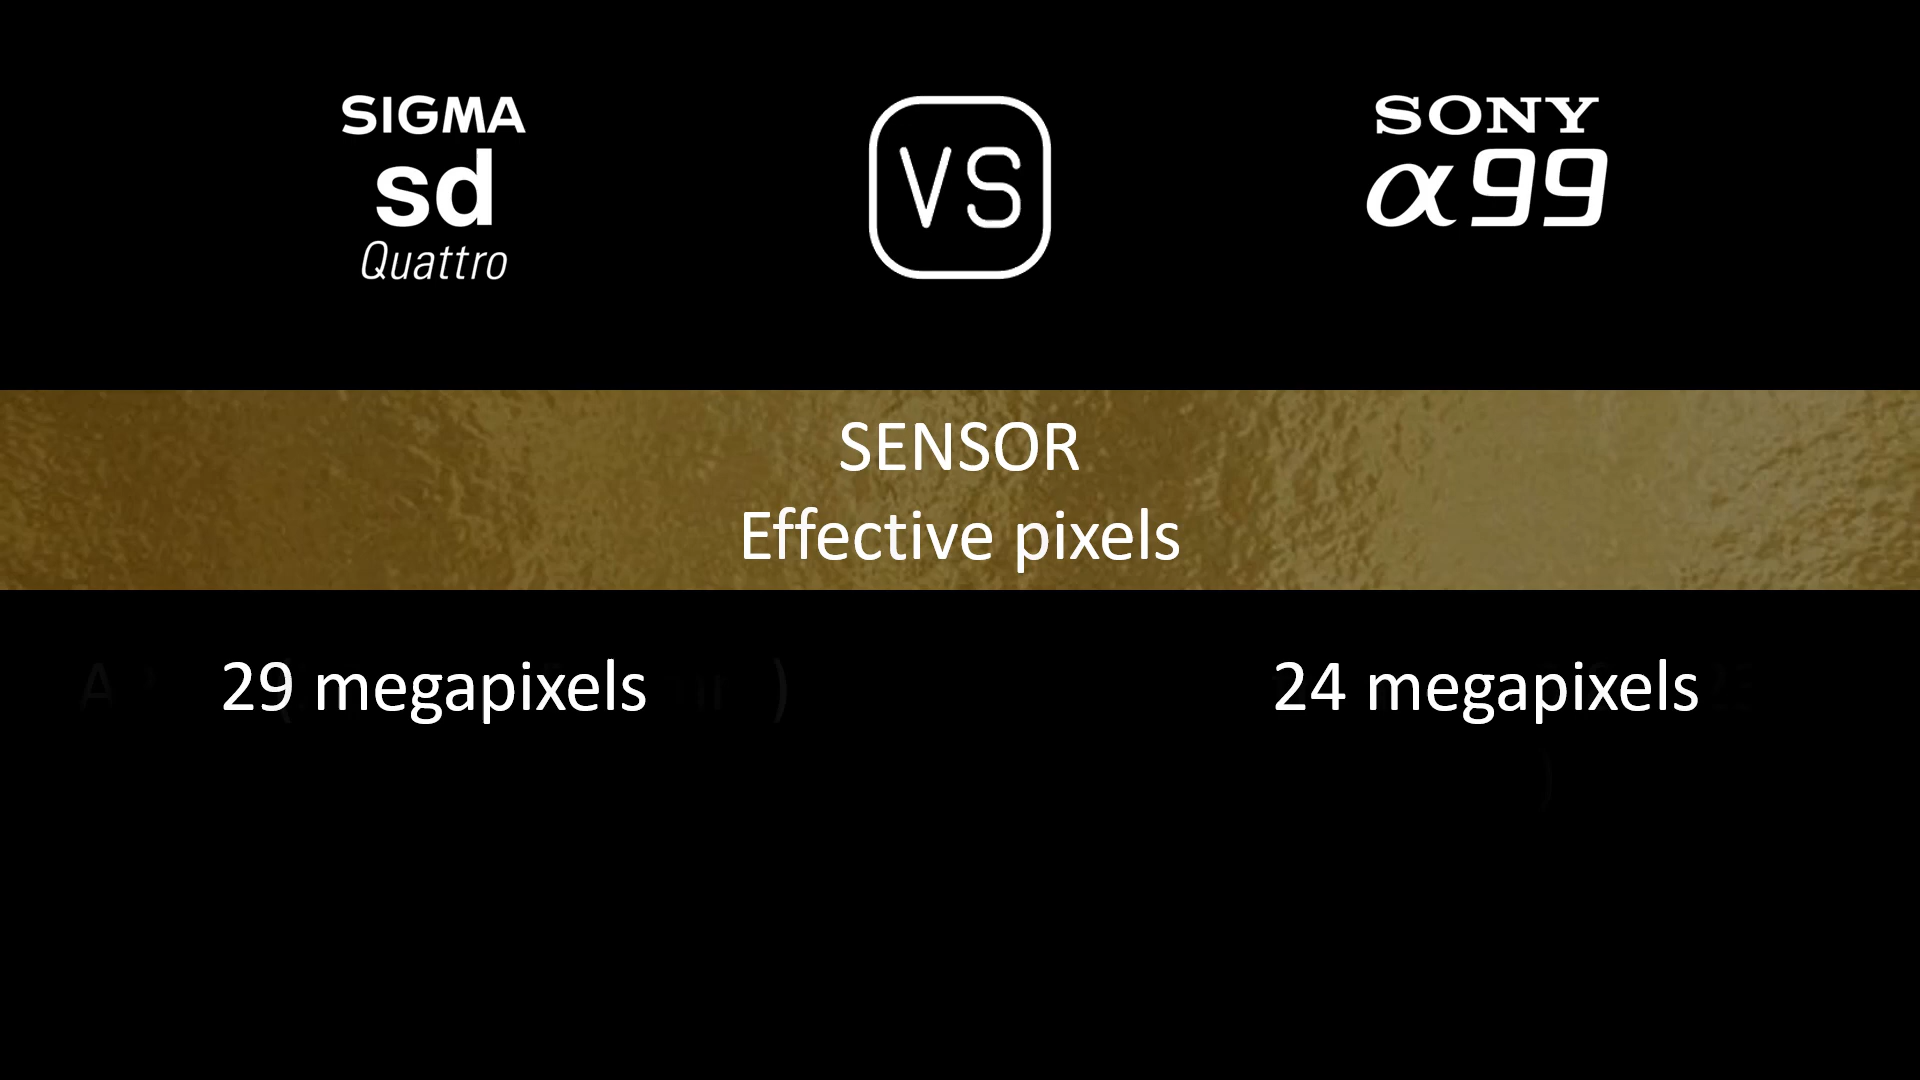 SIGMA
sd
Quattro
VS
SONY
α99
SENSOR
Effective pixels
29 megapixels
24 megapixels